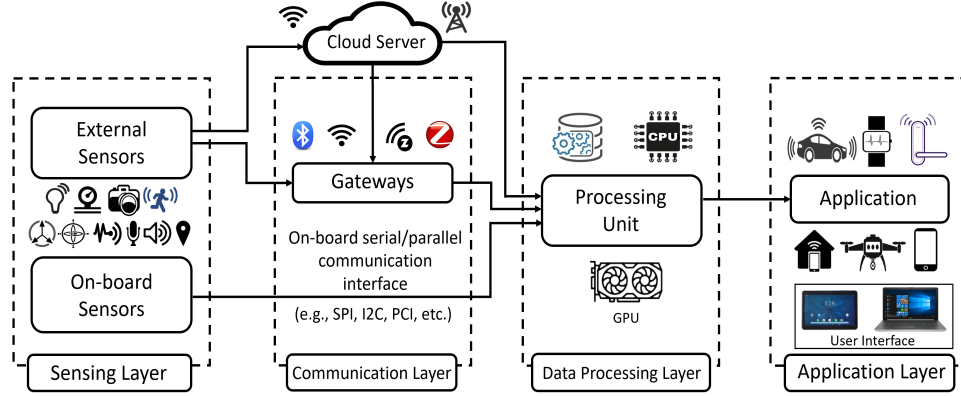 Cloud Server
External
Sensors
On-board
Sensors
Sensing Layer
Gateways
On-board serial/parallel
communication
interface
(e.g., SPI, I2C, PCI, etc.)
Communication Layer
CPU
Processing
Unit
GPU
Data Processing Layer
Application
User Interface
Application Layer